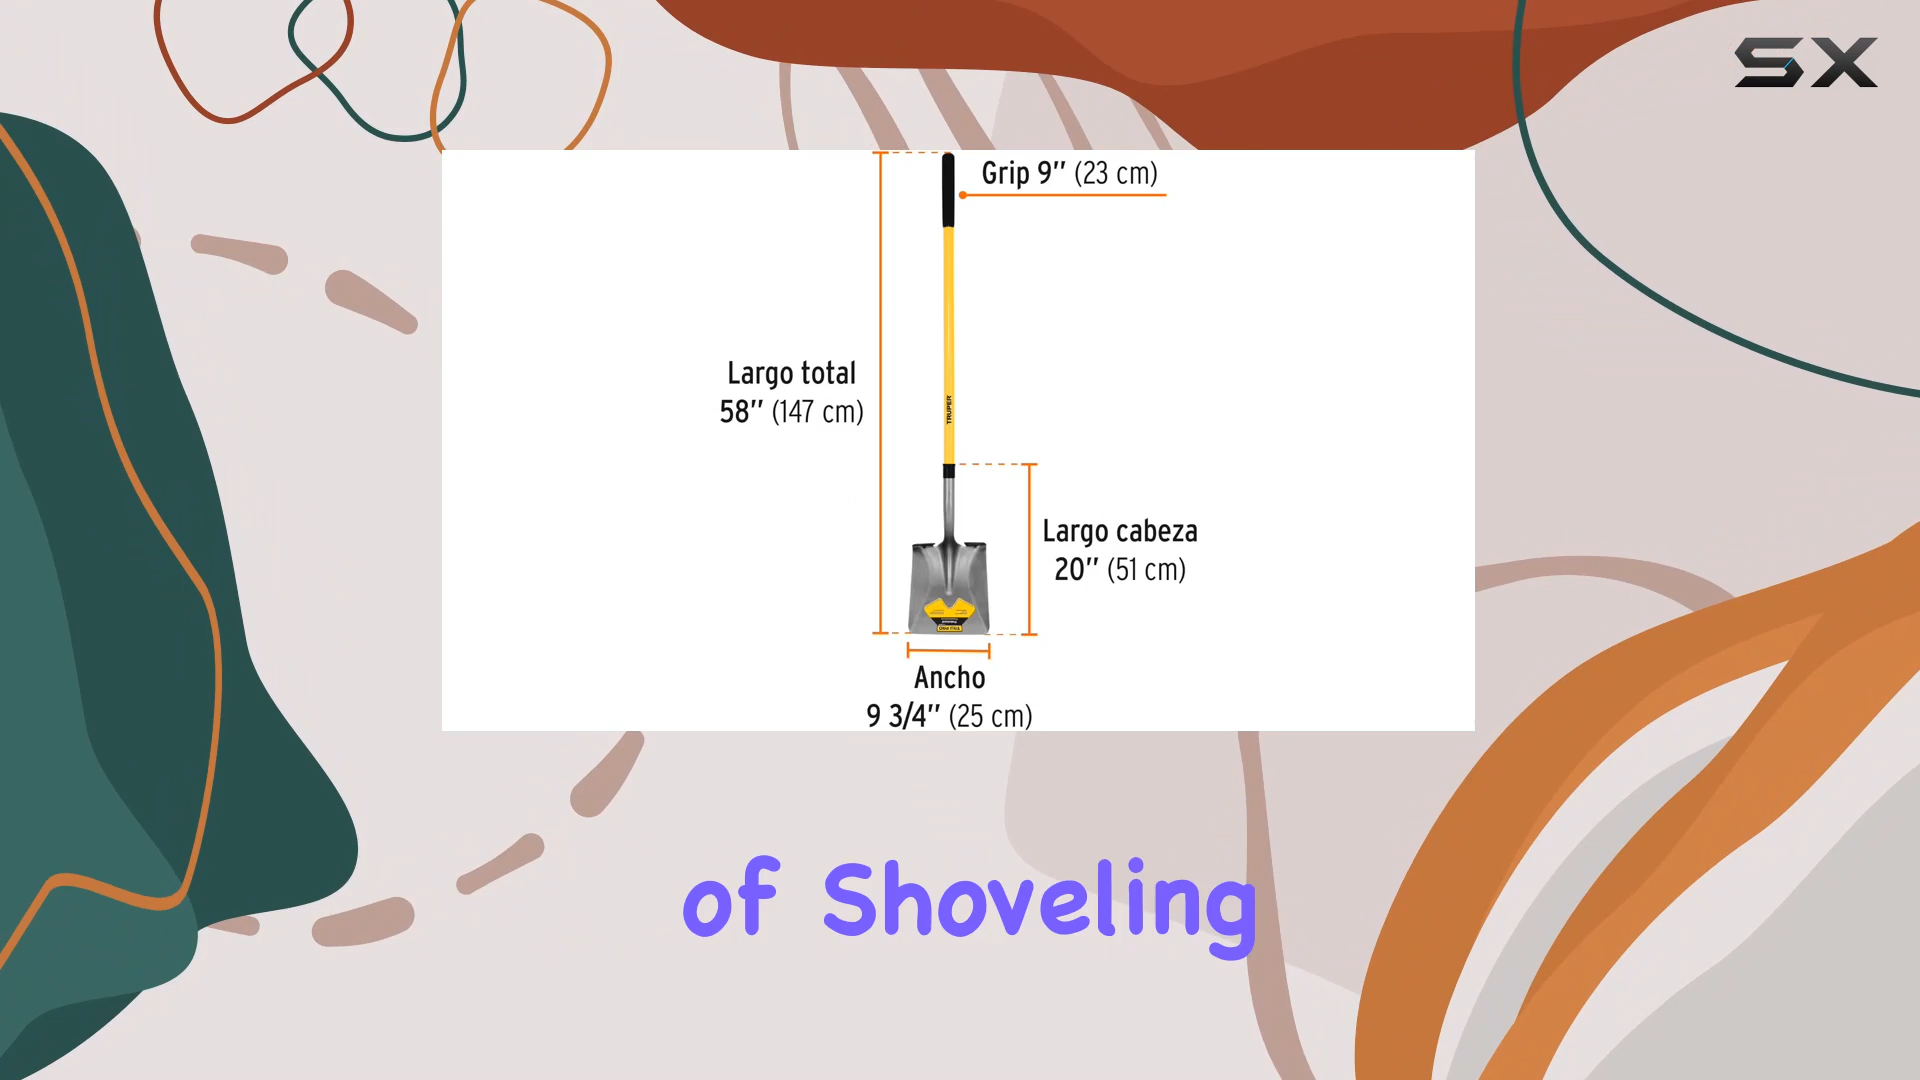 SX
Grip 9’’ (23 cm)
Largo total
58’’ (147 cm)
TRUPER
Largo cabeza
20’’ (51 cm)
Ancho
9 3/4’’ (25 cm)
of Shoveling